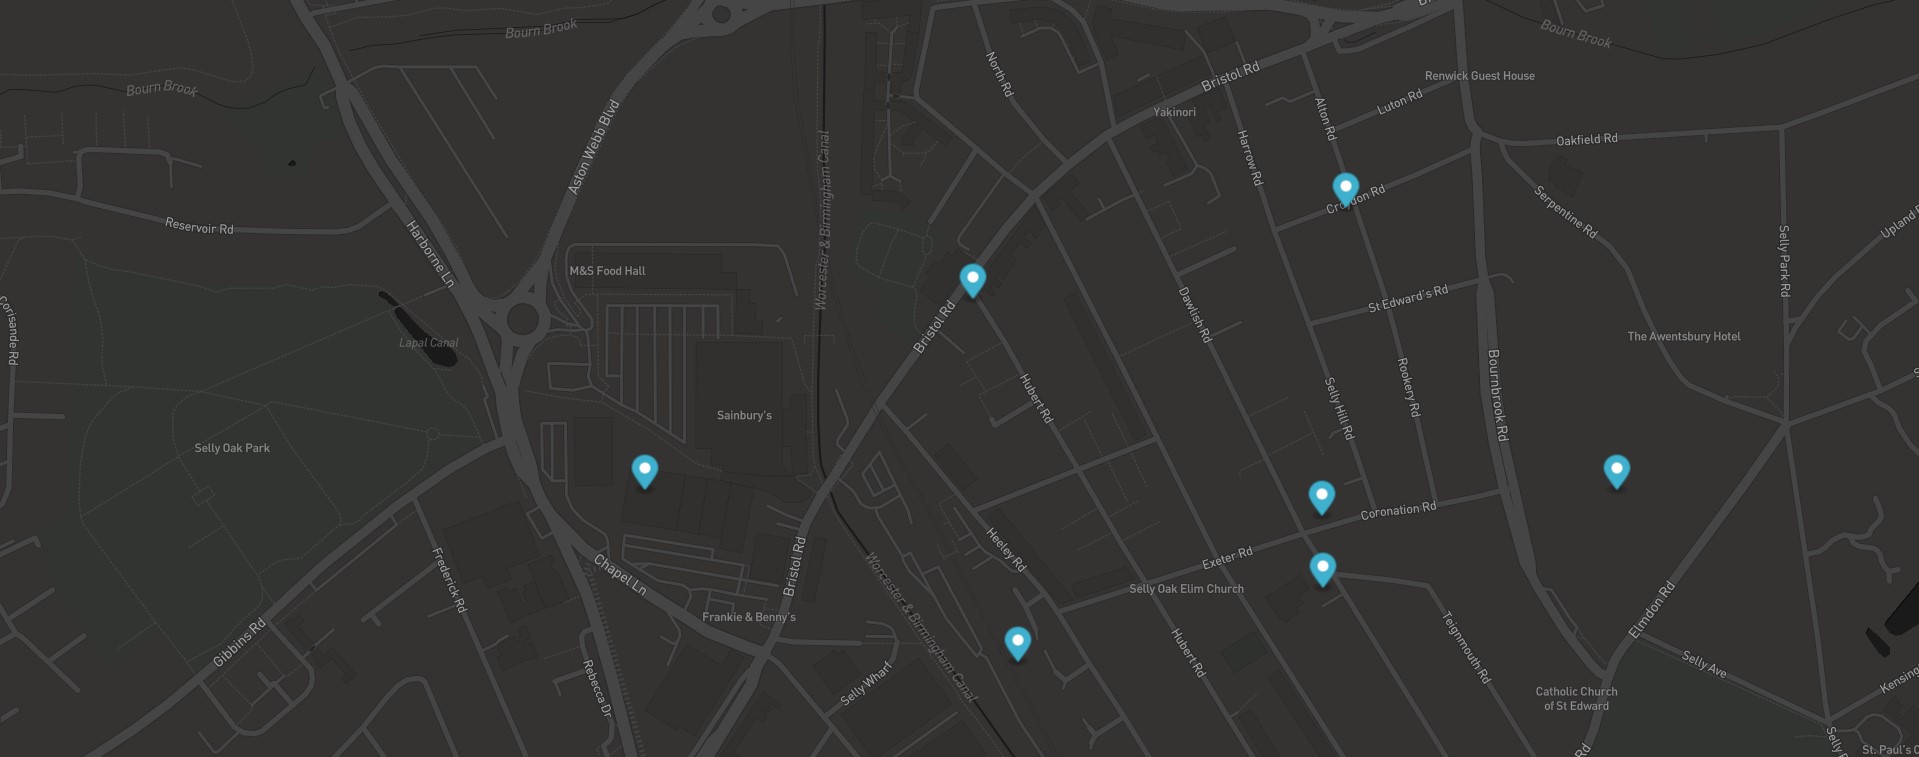 Bourn Brook
Bourn Brook
Bourn Brook
North Rd
Bristol Rd
Renwick Guest House
Yakinori
Luton Rd
Alton Rd
Aston Webb Blvd
Worcester & Birmingham Canal
Harrow Rd
Oakfield Rd
Serpentine Rd
Selly Park Rd
Reservoir Rd
Harborne Ln
M&S Food Hall
Corisande Rd
Lapal Canal
Bristol Rd
Dawlish Rd
St Edward's Rd
The Awentsbury Hotel
Bournbrook Rd
Rookery Rd
Selly Hill Rd
Hubert Rd
Sainbury's
Selly Oak Park
Coronation Rd
Exeter Rd
Heeley Rd
Selly Oak Elim Church
Bristol Rd
Chapel Ln
Frederick Rd
Frankie & Benny's
Worcester & Birmingham Canal
Gibbins Rd
Rebecca Dr
Selly Wharf
Hubert Rd
Teignmouth Rd
Elmdon Rd
Selly Ave
Catholic Church
of St Edward
Rd